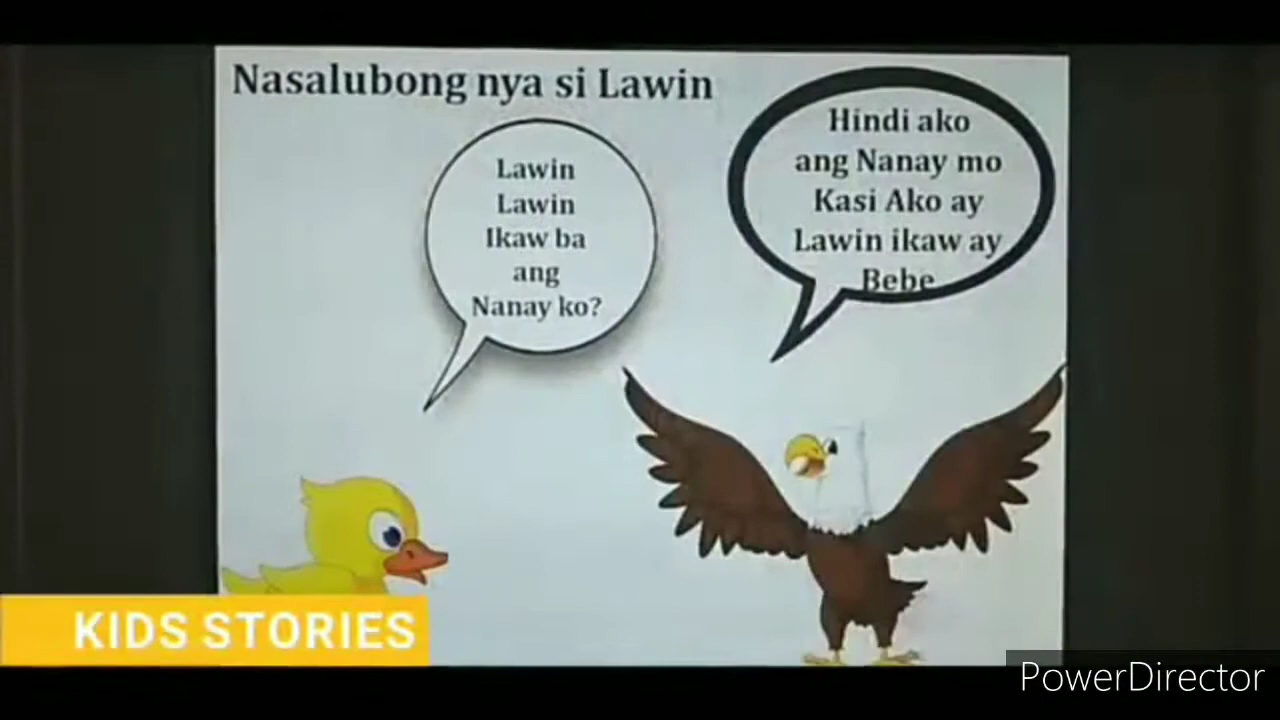 Nasalubong nya si Lawin
Lawin
Lawin
Ikaw ba
ang
Nanay ko?
Hindi ako
ang Nanay mo
Kasi Ako ay
Lawin ikaw ay
Bebe
KIDS STORIES
PowerDirector